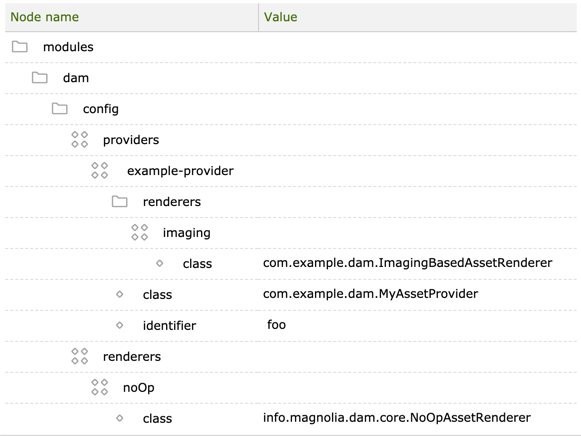 Node name Value
modules
dam
config
providers
example-provider
renderers
imaging
class com.example.dam.ImagingBasedAssetRenderer
class com.example.dam.MyAssetProvider
identifier foo
renderers
noOp
class info.magnolia.dam.core.NoOpAssetRenderer